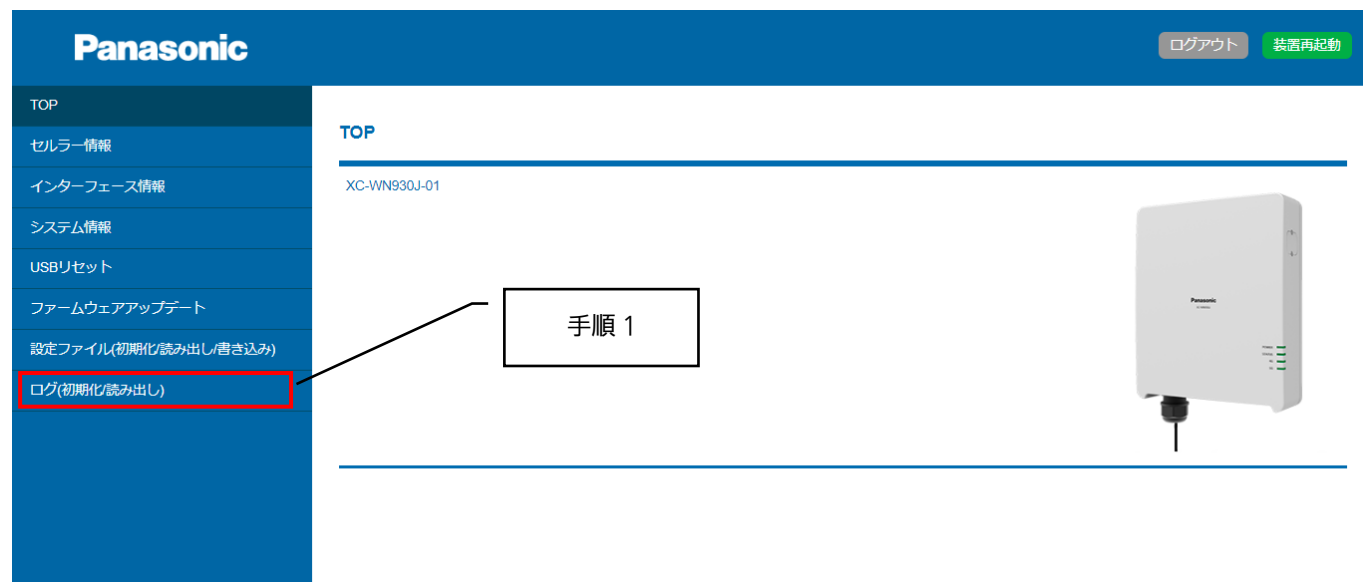 Panasonic
ログアウト
装置再起動
TOP
セルラー情報
インターフェース情報
システム情報
USBリセット
ファームウェアアップデート
設定ファイル(初期化/読み出し/書き込み)
ログ(初期化/読み出し)
TOP
XC-WN930J-01
手順 1
Panasonic